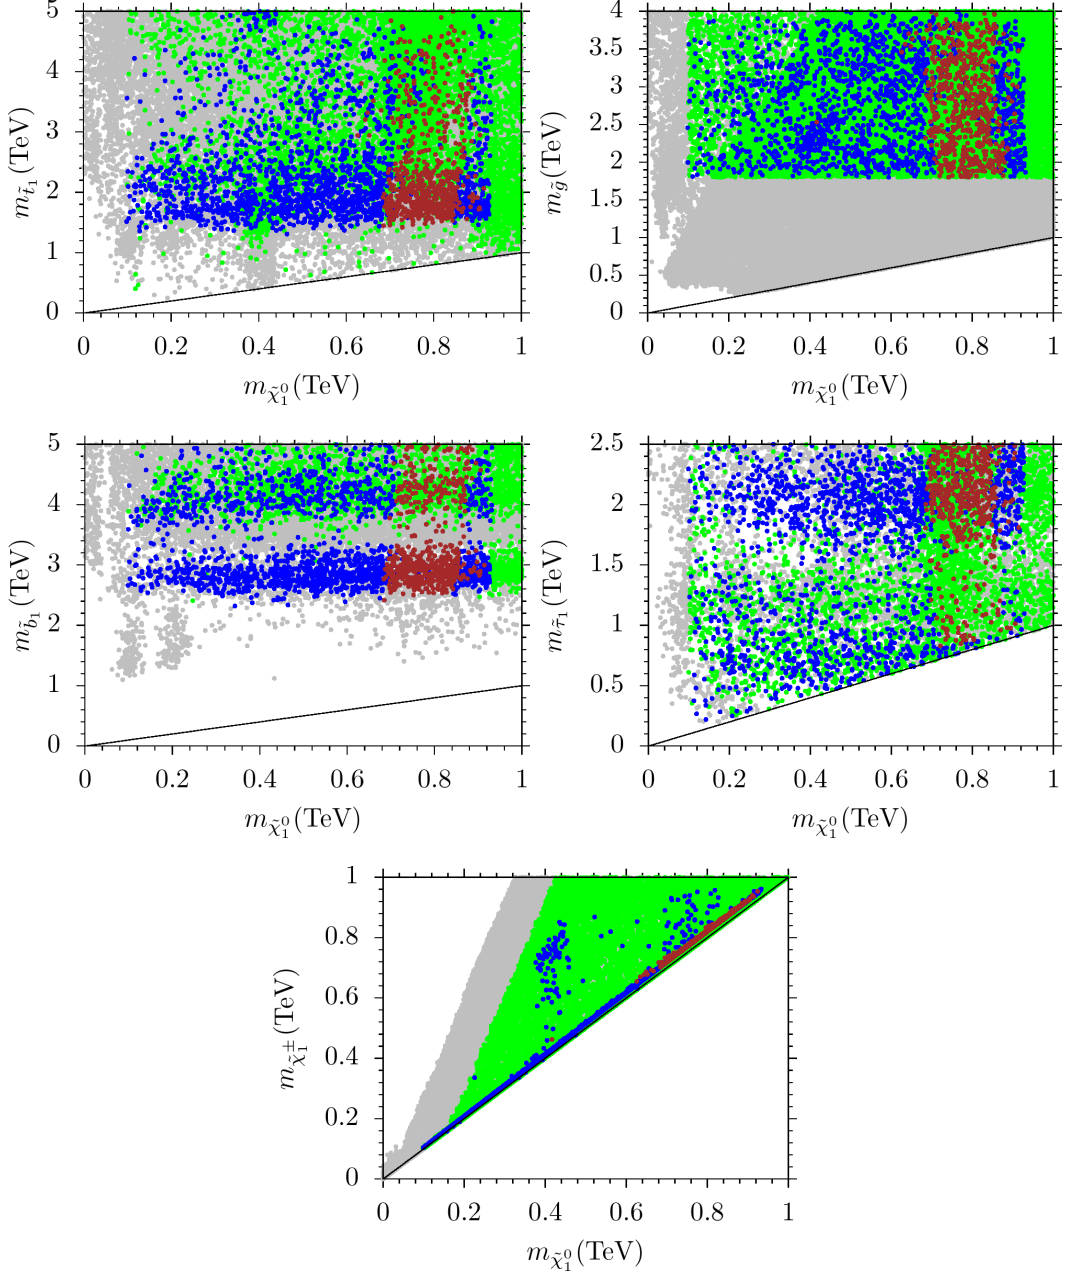 5
4
3
2
1
0
0 0.2 0.4 0.6 0.8 1
m_{\tilde{t}_1}(TeV)
m_{\tilde{\chi}_1^0}(TeV)
4
3.5
3
2.5
2
1.5
1
0.5
0
0 0.2 0.4 0.6 0.8 1
m_{\tilde{g}}(TeV)
m_{\tilde{\chi}_1^0}(TeV)
5
4
3
2
1
0
0 0.2 0.4 0.6 0.8 1
m_{\tilde{b}_1}(TeV)
m_{\tilde{\chi}_1^0}(TeV)
2.5
2
1.5
1
0.5
0
0 0.2 0.4 0.6 0.8 1
m_{\tilde{\tau}_1}(TeV)
m_{\tilde{\chi}_1^0}(TeV)
1
0.8
0.6
0.4
0.2
0
0 0.2 0.4 0.6 0.8 1
m_{\tilde{\chi}_1^±}(TeV)
m_{\tilde{\chi}_1^0}(TeV)